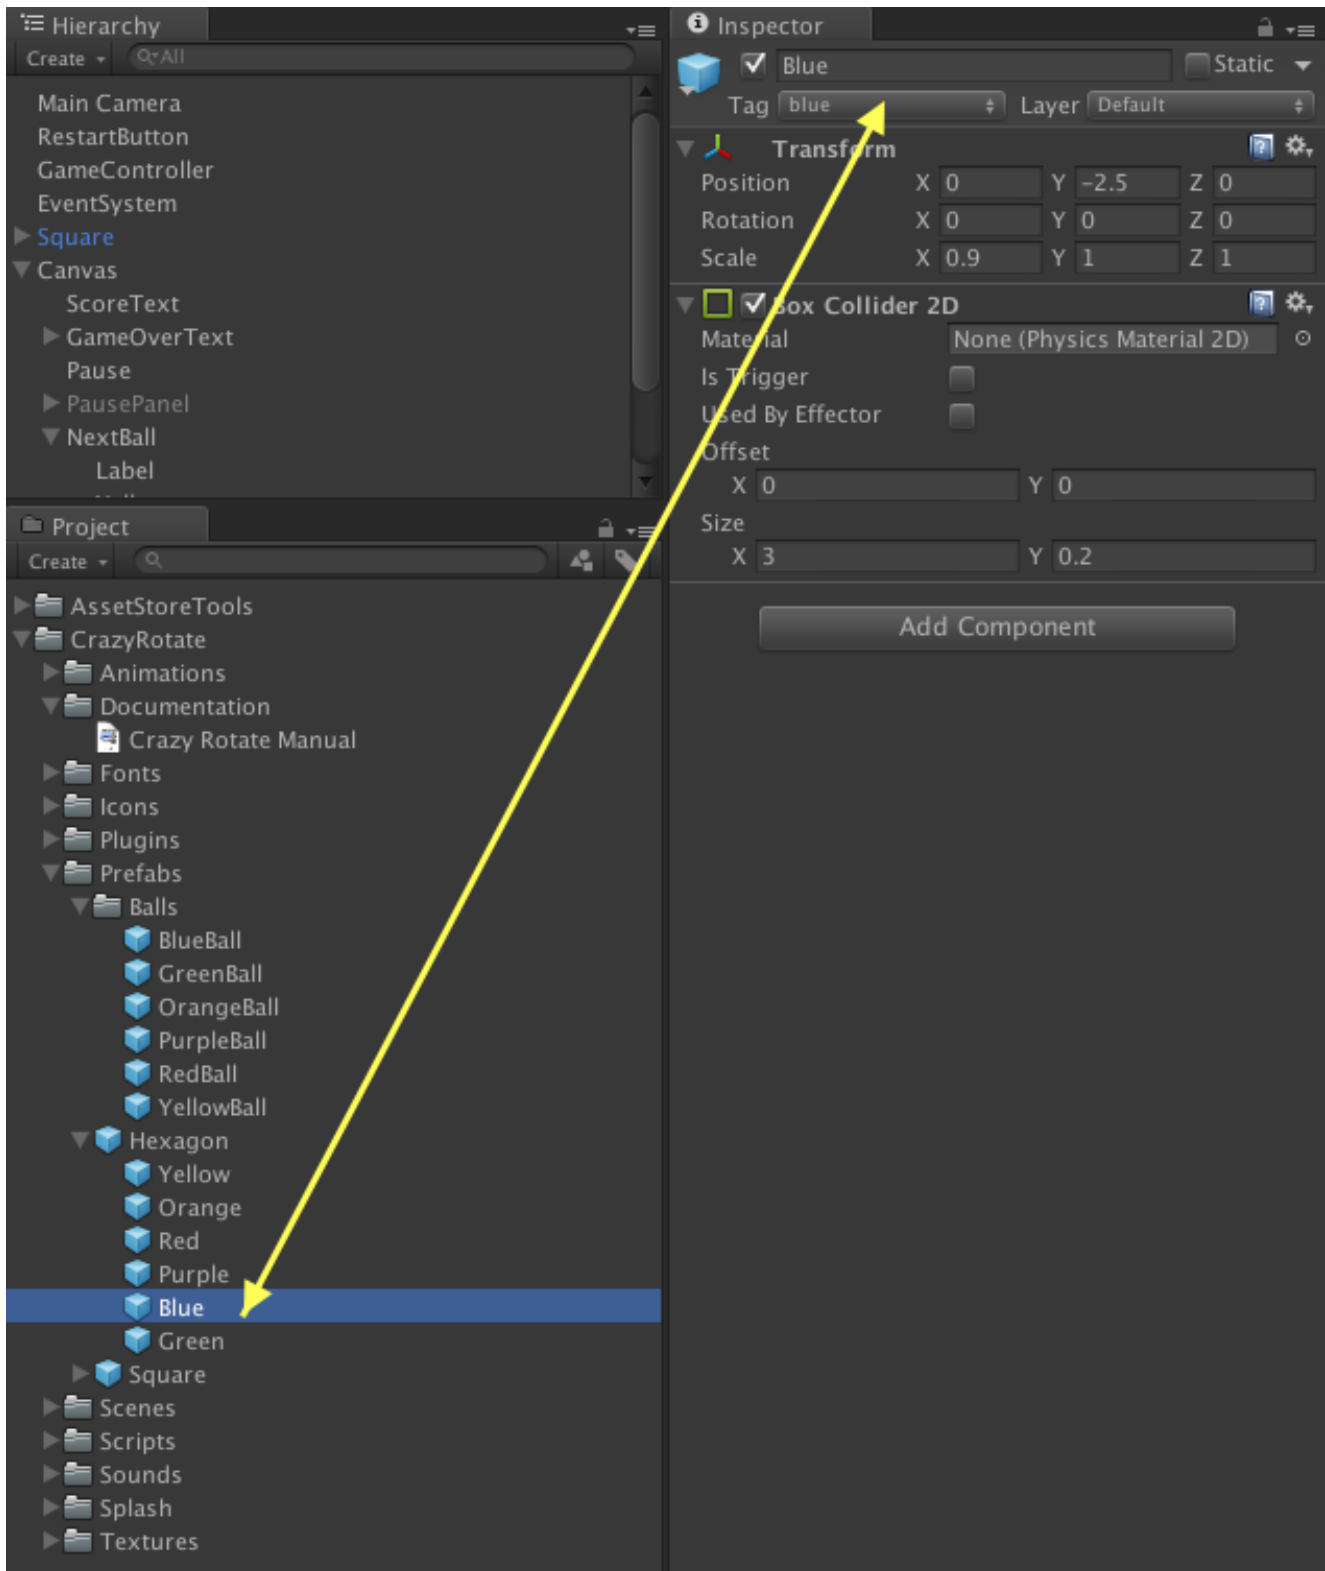 Hierarchy
Create All
Main Camera
RestartButton
GameController
EventSystem
Square
Canvas
ScoreText
GameOverText
Pause
PausePanel
NextBall
Label
Project
Create
AssetStoreTools
CrazyRotate
Animations
Documentation
Crazy Rotate Manual
Fonts
Icons
Plugins
Prefabs
Balls
BlueBall
GreenBall
OrangeBall
PurpleBall
RedBall
YellowBall
Hexagon
Yellow
Orange
Red
Purple
Blue
Green
Square
Scenes
Scripts
Sounds
Splash
Textures
Inspector
Blue Static
Tag blue Layer Default
Transform
Position X 0 Y -2.5 Z 0
Rotation X 0 Y 0 Z 0
Scale X 0.9 Y 1 Z 1
Box Collider 2D
Material None (Physics Material 2D)
Is Trigger
Used By Effector
Offset
X 0 Y 0
Size
X 3 Y 0.2
Add Component